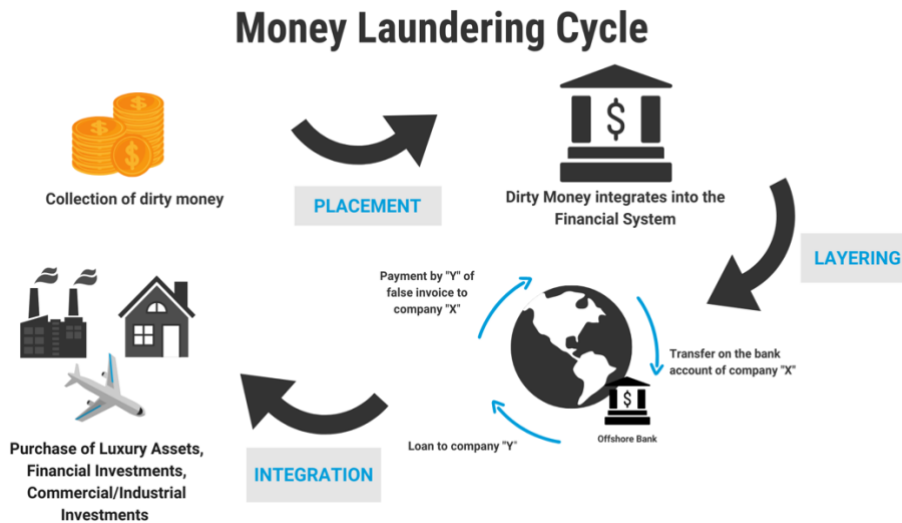 Money Laundering Cycle
$
$
$
$
Collection of dirty money
PLACEMENT
Dirty Money integrates into the
Financial System
LAYERING
Payment by "Y" of
false invoice to
company "X"
Transfer on the bank
account of company "X"
$
Offshore Bank
Loan to company "Y"
INTEGRATION
Purchase of Luxury Assets,
Financial Investments,
Commercial/Industrial
Investments